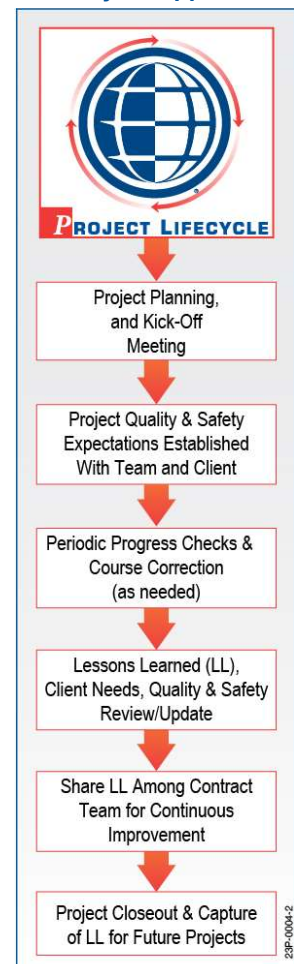 PROJECT LIFECYCLE
Project Planning,
and Kick-Off
Meeting
Project Quality & Safety
Expectations Established
With Team and Client
Periodic Progress Checks &
Course Correction
(as needed)
Lessons Learned (LL),
Client Needs, Quality & Safety
Review/Update
Share LL Among Contract
Team for Continuous
Improvement
Project Closeout & Capture
of LL for Future Projects
23P-0004-2